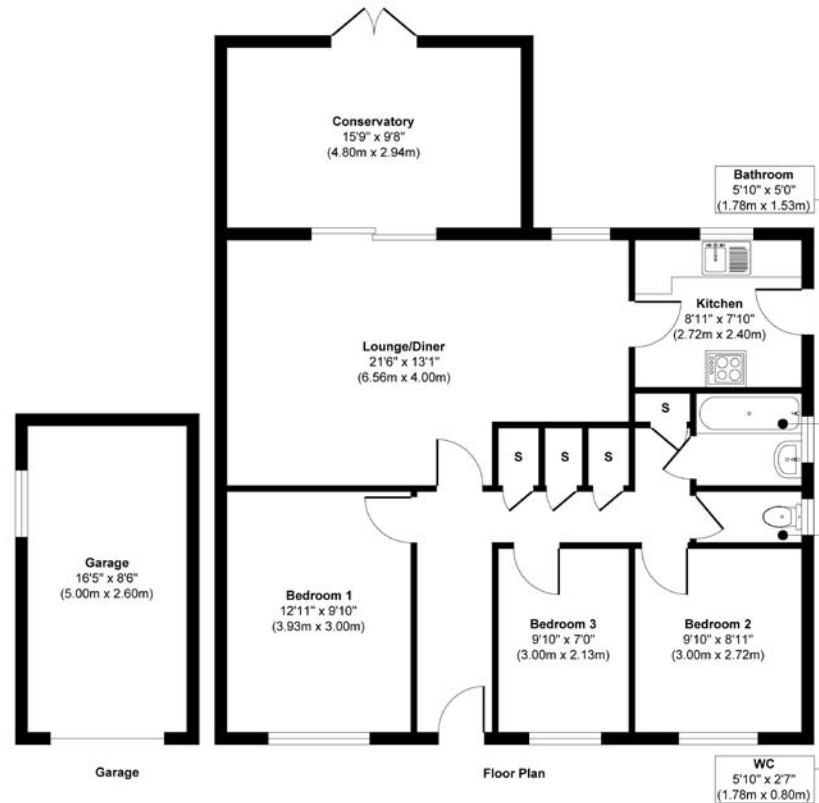 Conservatory
15'9" x 9'8"
(4.80m x 2.94m)
Bathroom
5'10" x 5'0"
(1.78m x 1.53m)
Kitchen
8'11" x 7'10"
(2.72m x 2.40m)
Lounge/Diner
21'6" x 13'1"
(6.56m x 4.00m)
S
S
S
S
Garage
16'5" x 8'6"
(5.00m x 2.60m)
Bedroom 1
12'11" x 9'10"
(3.93m x 3.00m)
Bedroom 3
9'10" x 7'0"
(3.00m x 2.13m)
Bedroom 2
9'10" x 8'11"
(3.00m x 2.72m)
Garage
Floor Plan
WC
5'10" x 2'7"
(1.78m x 0.80m)